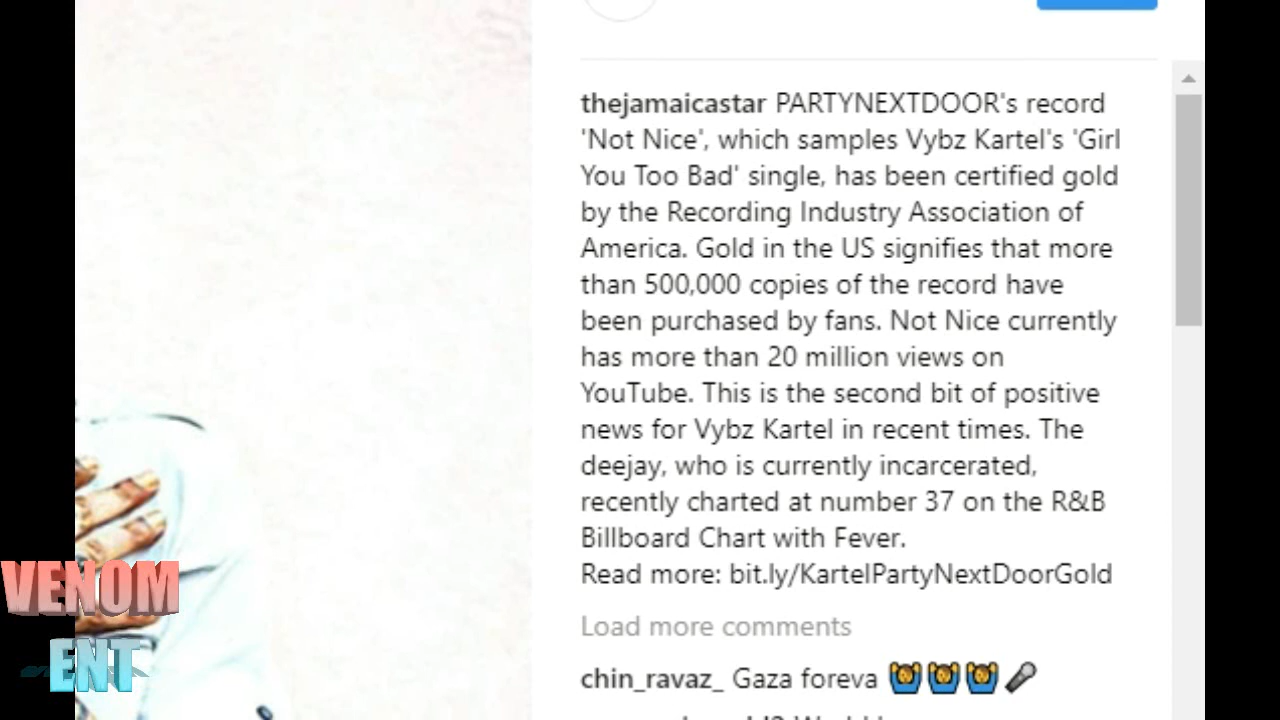 thejamaicastar PARTYNEXTDOOR's record
'Not Nice', which samples Vybz Kartel's 'Girl
You Too Bad' single, has been certified gold
by the Recording Industry Association of
America. Gold in the US signifies that more
than 500,000 copies of the record have
been purchased by fans. Not Nice currently
has more than 20 million views on
YouTube. This is the second bit of positive
news for Vybz Kartel in recent times. The
deejay, who is currently incarcerated,
recently charted at number 37 on the R&B
Billboard Chart with Fever.
Read more: bit.ly/KartelPartyNextDoorGold
Load more comments
chin_ravaz_ Gaza foreva 🙆‍♂️🙆‍♂️🙆‍♂️🎤
VENOM
ENT